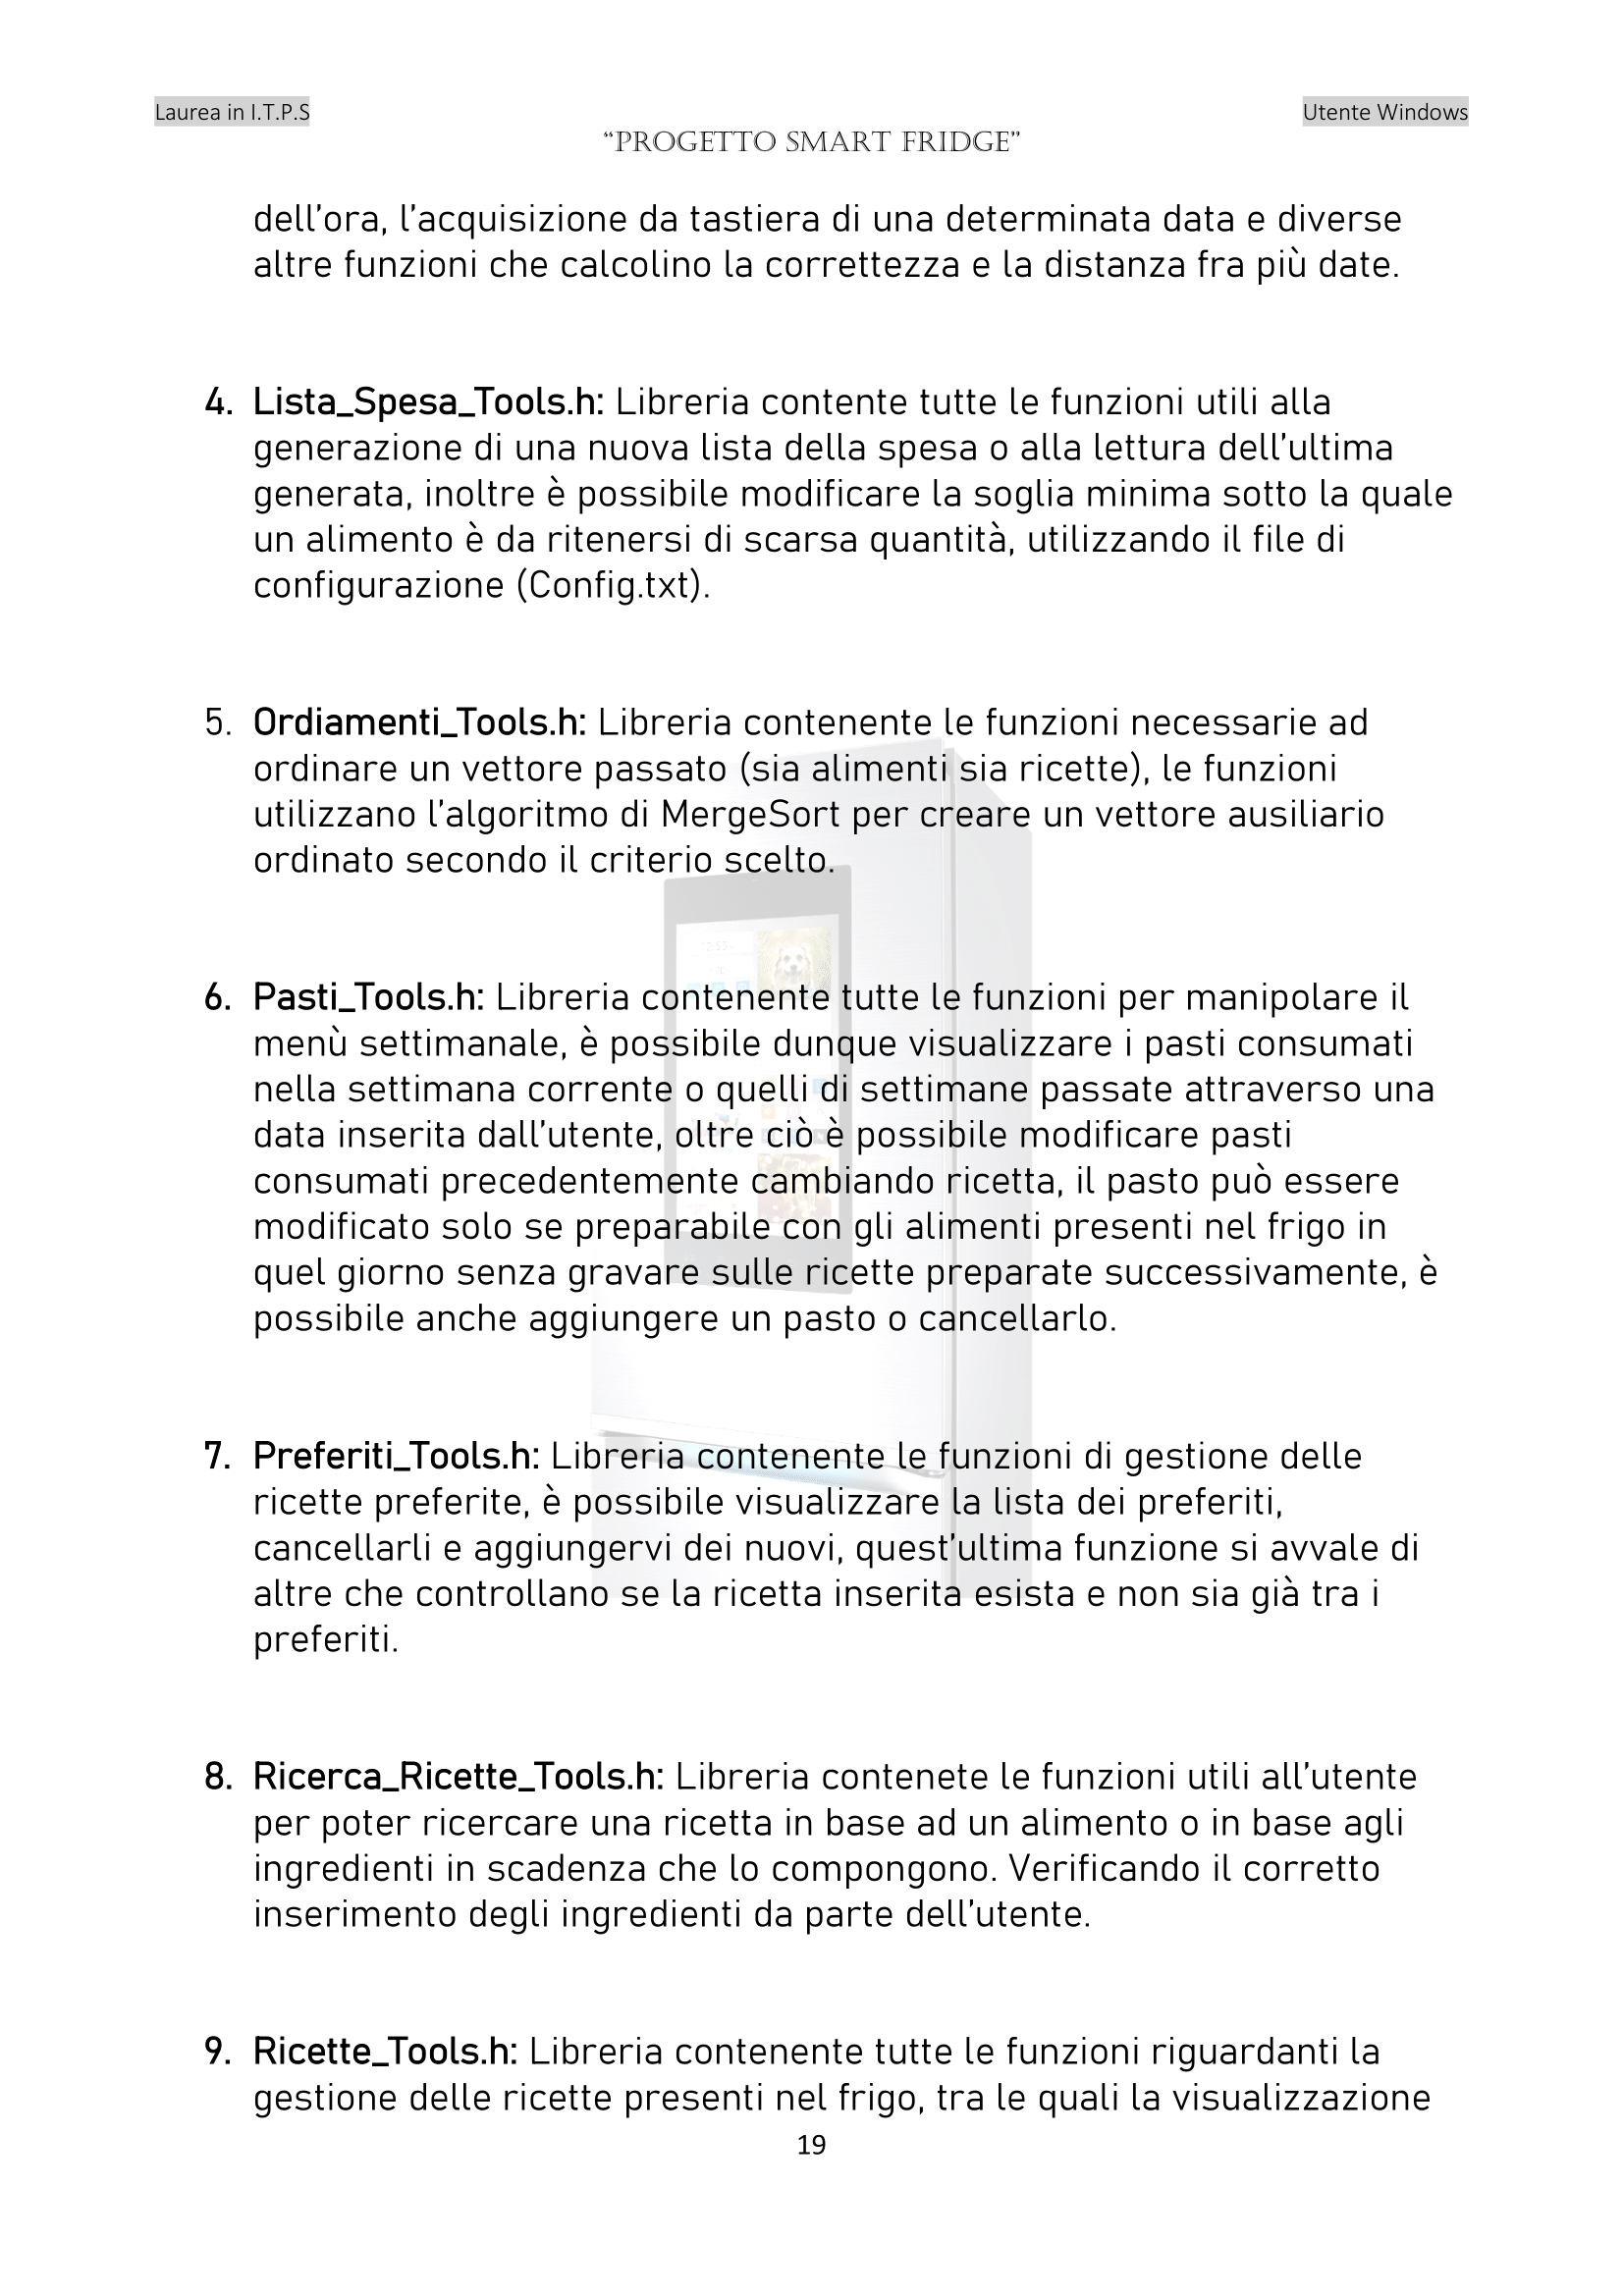 Laurea in I.T.P.S
Utente Windows
“PROGETTO SMART FRIDGE”
dell’ora, l’acquisizione da tastiera di una determinata data e diverse
altre funzioni che calcolino la correttezza e la distanza fra più date.
4. Lista_Spesa_Tools.h: Libreria contente tutte le funzioni utili alla
generazione di una nuova lista della spesa o alla lettura dell’ultima
generata, inoltre è possibile modificare la soglia minima sotto la quale
un alimento è da ritenersi di scarsa quantità, utilizzando il file di
configurazione (Config.txt).
5. Ordiamenti_Tools.h: Libreria contenente le funzioni necessarie ad
ordinare un vettore passato (sia alimenti sia ricette), le funzioni
utilizzano l’algoritmo di MergeSort per creare un vettore ausiliario
ordinato secondo il criterio scelto.
12:53
6. Pasti_Tools.h: Libreria contenente tutte le funzioni per manipolare il
menù settimanale, è possibile dunque visualizzare i pasti consumati
nella settimana corrente o quelli di settimane passate attraverso una
data inserita dall’utente, oltre ciò è possibile modificare pasti
consumati precedentemente cambiando ricetta, il pasto può essere
modificato solo se preparabile con gli alimenti presenti nel frigo in
quel giorno senza gravare sulle ricette preparate successivamente, è
possibile anche aggiungere un pasto o cancellarlo.
7. Preferiti_Tools.h: Libreria contenente le funzioni di gestione delle
ricette preferite, è possibile visualizzare la lista dei preferiti,
cancellarli e aggiungervi dei nuovi, quest’ultima funzione si avvale di
altre che controllano se la ricetta inserita esista e non sia già tra i
preferiti.
8. Ricerca_Ricette_Tools.h: Libreria contenete le funzioni utili all’utente
per poter ricercare una ricetta in base ad un alimento o in base agli
ingredienti in scadenza che lo compongono. Verificando il corretto
inserimento degli ingredienti da parte dell’utente.
9. Ricette_Tools.h: Libreria contenente tutte le funzioni riguardanti la
gestione delle ricette presenti nel frigo, tra le quali la visualizzazione
19